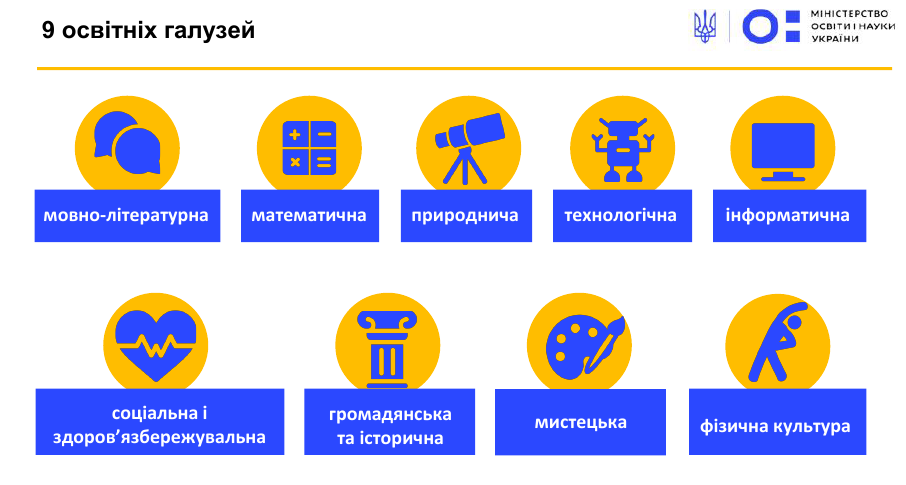 9 освітніх галузей
МІНІСТЕРСТВО
ОСВІТИ І НАУКИ
УКРАЇНИ
мовно-літературна
математична
природнича
технологічна
інформатична
соціальна і
здоров’язбережувальна
громадянська
та історична
мистецька
фізична культура